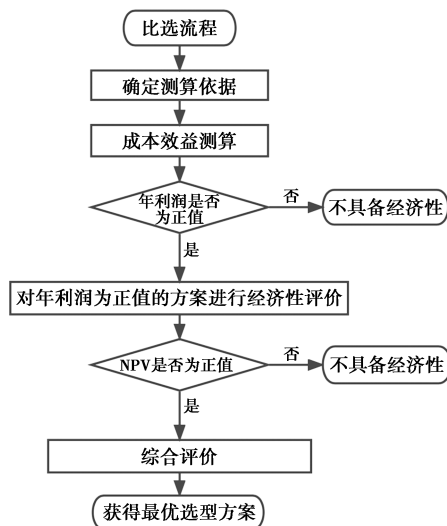 比选流程
确定测算依据
成本效益测算
年利润是否
为正值
否
不具备经济性
是
对年利润为正值的方案进行经济性评价
NPV是否为正值
否
不具备经济性
是
综合评价
获得最优选型方案